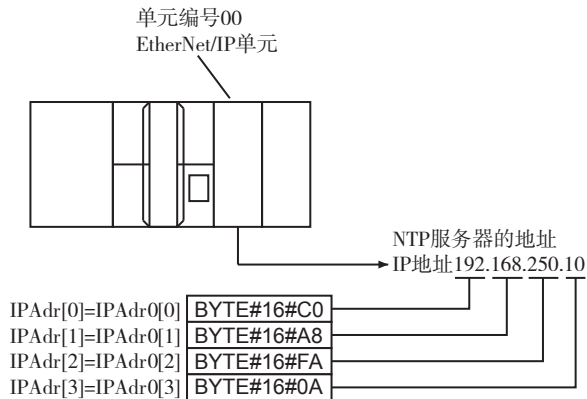 单元编号00
EtherNet/IP单元
NTP服务器的地址
IP地址192.168.250.10
IPAdr[0]=IPAdr0[0] BYTE#16#C0
IPAdr[1]=IPAdr0[1] BYTE#16#A8
IPAdr[2]=IPAdr0[2] BYTE#16#FA
IPAdr[3]=IPAdr0[3] BYTE#16#0A